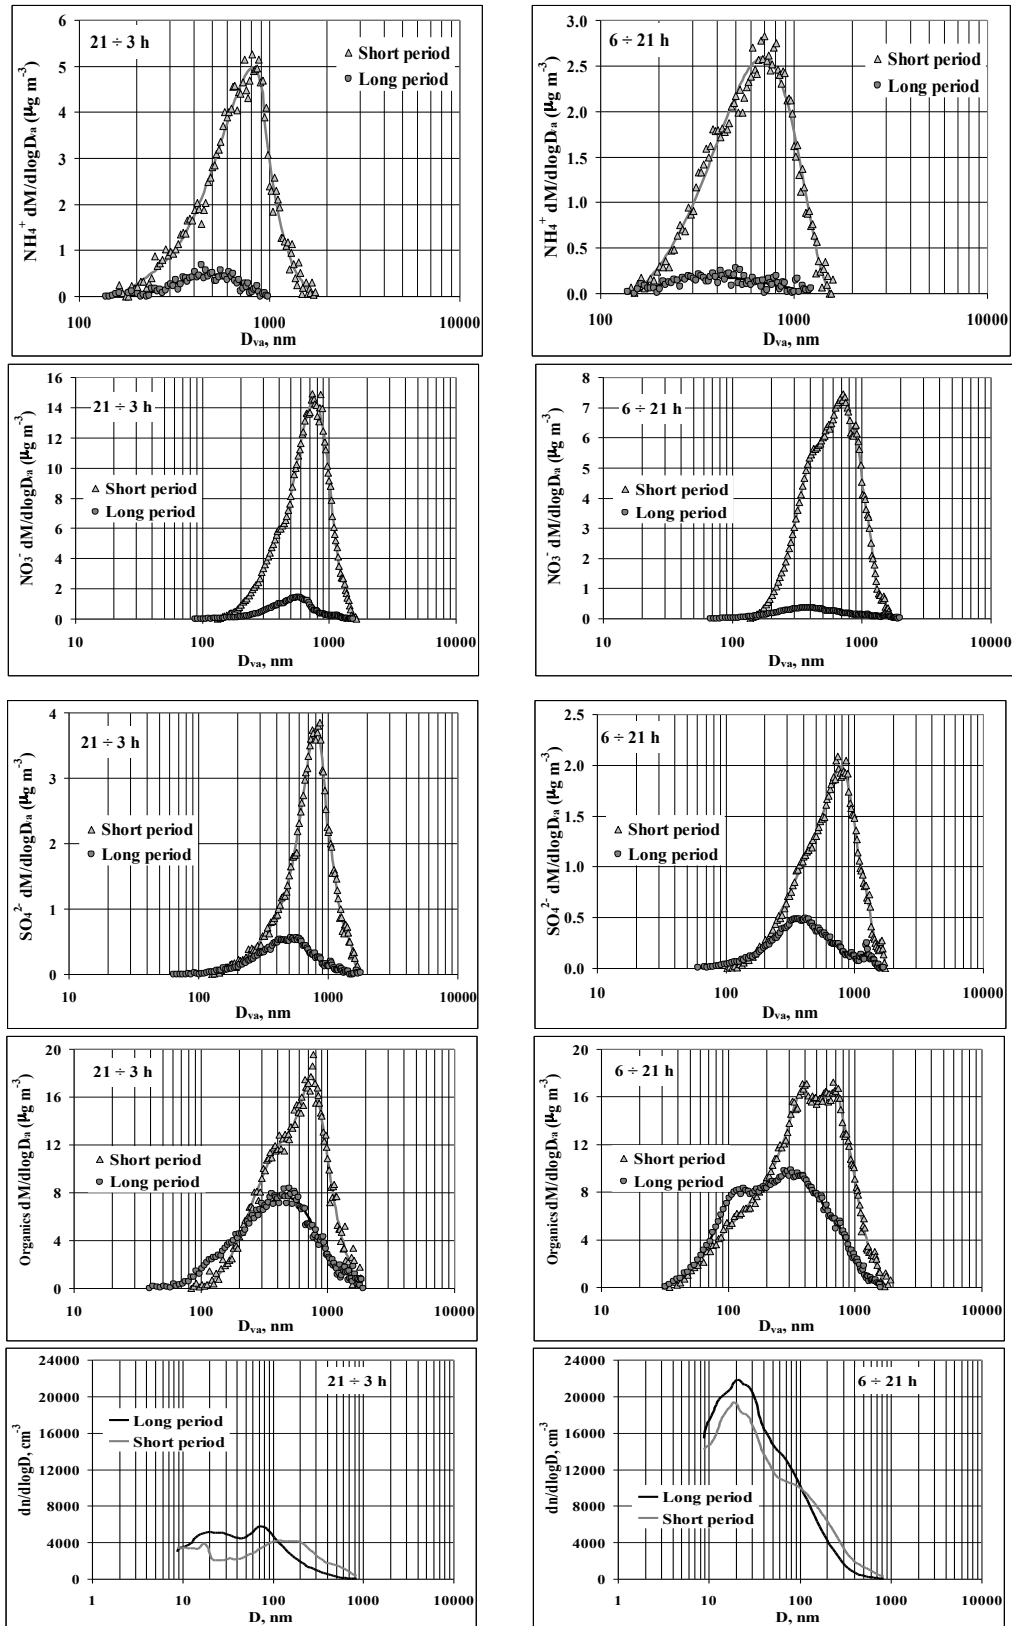 6
5
4
3
2
1
0
21 ÷ 3 h
Short period
Long period
NH₄⁺ dM/dlogDva (µg m⁻³)
100
1000
10000
Dva, nm
3.0
2.5
2.0
1.5
1.0
0.5
0.0
6 ÷ 21 h
Short period
Long period
NH₄⁺ dM/dlogDva (µg m⁻³)
100
1000
10000
Dva, nm
16
14
12
10
8
6
4
2
0
21 ÷ 3 h
Short period
Long period
NO₃⁻ dM/dlogDva (µg m⁻³)
10
100
1000
10000
Dva, nm
8
7
6
5
4
3
2
1
0
6 ÷ 21 h
Short period
Long period
NO₃⁻ dM/dlogDva (µg m⁻³)
10
100
1000
10000
Dva, nm
4
3
2
1
0
21 ÷ 3 h
Short period
Long period
SO₄²⁻ dM/dlogDva (µg m⁻³)
10
100
1000
10000
Dva, nm
2.5
2.0
1.5
1.0
0.5
0.0
6 ÷ 21 h
Short period
Long period
SO₄²⁻ dM/dlogDva (µg m⁻³)
10
100
1000
10000
Dva, nm
20
16
12
8
4
0
21 ÷ 3 h
Short period
Long period
Organics dM/dlogDva (µg m⁻³)
10
100
1000
10000
Dva, nm
20
16
12
8
4
0
6 ÷ 21 h
Short period
Long period
Organics dM/dlogDva (µg m⁻³)
10
100
1000
10000
Dva, nm
24000
20000
16000
12000
8000
4000
0
21 ÷ 3 h
Long period
Short period
dn/dlogD, cm⁻³
1
10
100
1000
10000
D, nm
24000
20000
16000
12000
8000
4000
0
6 ÷ 21 h
Long period
Short period
dn/dlogD, cm⁻³
1
10
100
1000
10000
D, nm